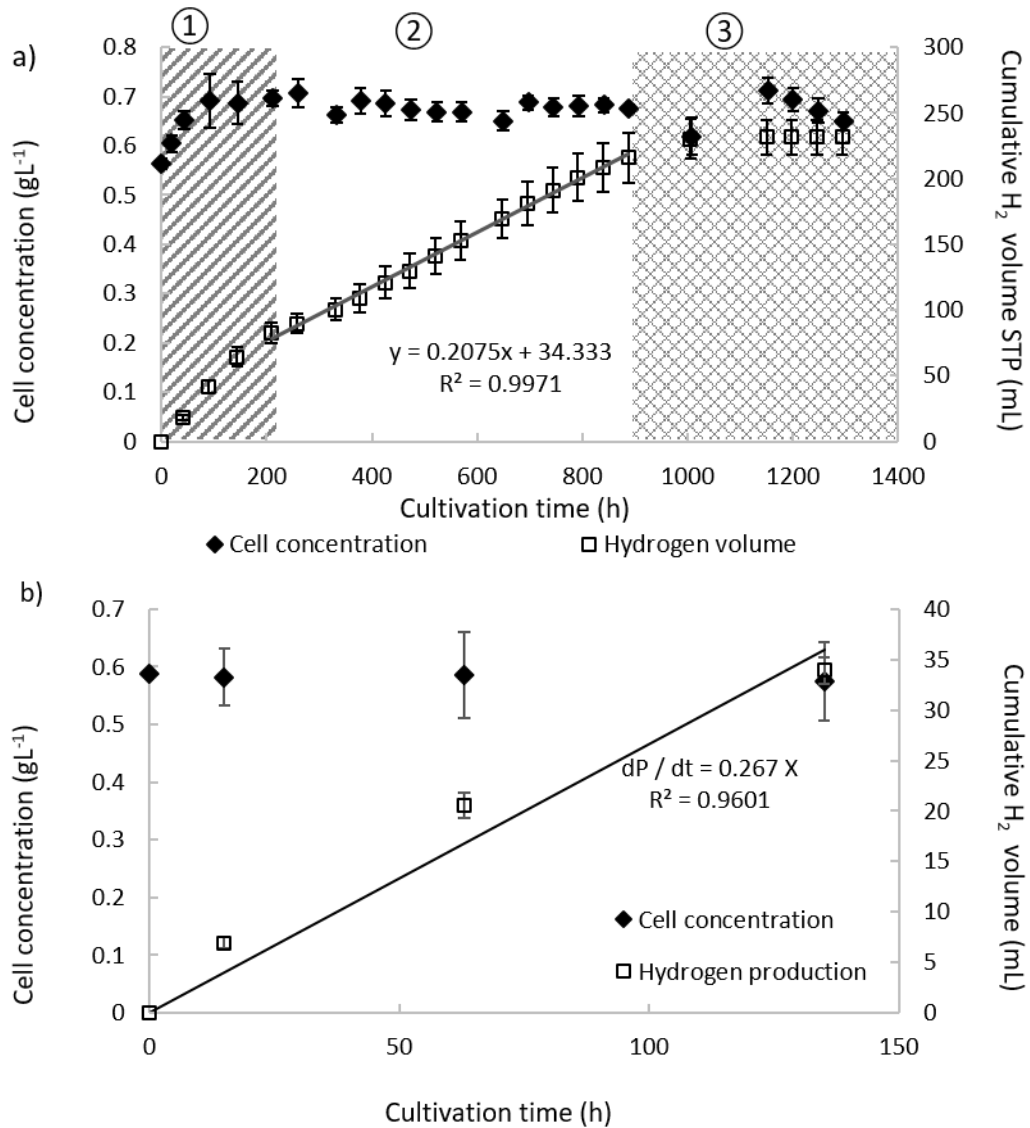 a)
① ② ③
0.8
0.7
0.6
0.5
0.4
0.3
0.2
0.1
0
Cell concentration (gL⁻¹)
300
250
200
150
100
50
0
Cumulative H₂ volume STP (mL)
y = 0.2075x + 34.333
R² = 0.9971
0 200 400 600 800 1000 1200 1400
Cultivation time (h)
Cell concentration Hydrogen volume
b)
0.7
0.6
0.5
0.4
0.3
0.2
0.1
0
Cell concentration (gL⁻¹)
40
35
30
25
20
15
10
5
0
Cumulative H₂ volume (mL)
dP / dt = 0.267 X
R² = 0.9601
Cell concentration
Hydrogen production
0 50 100 150
Cultivation time (h)